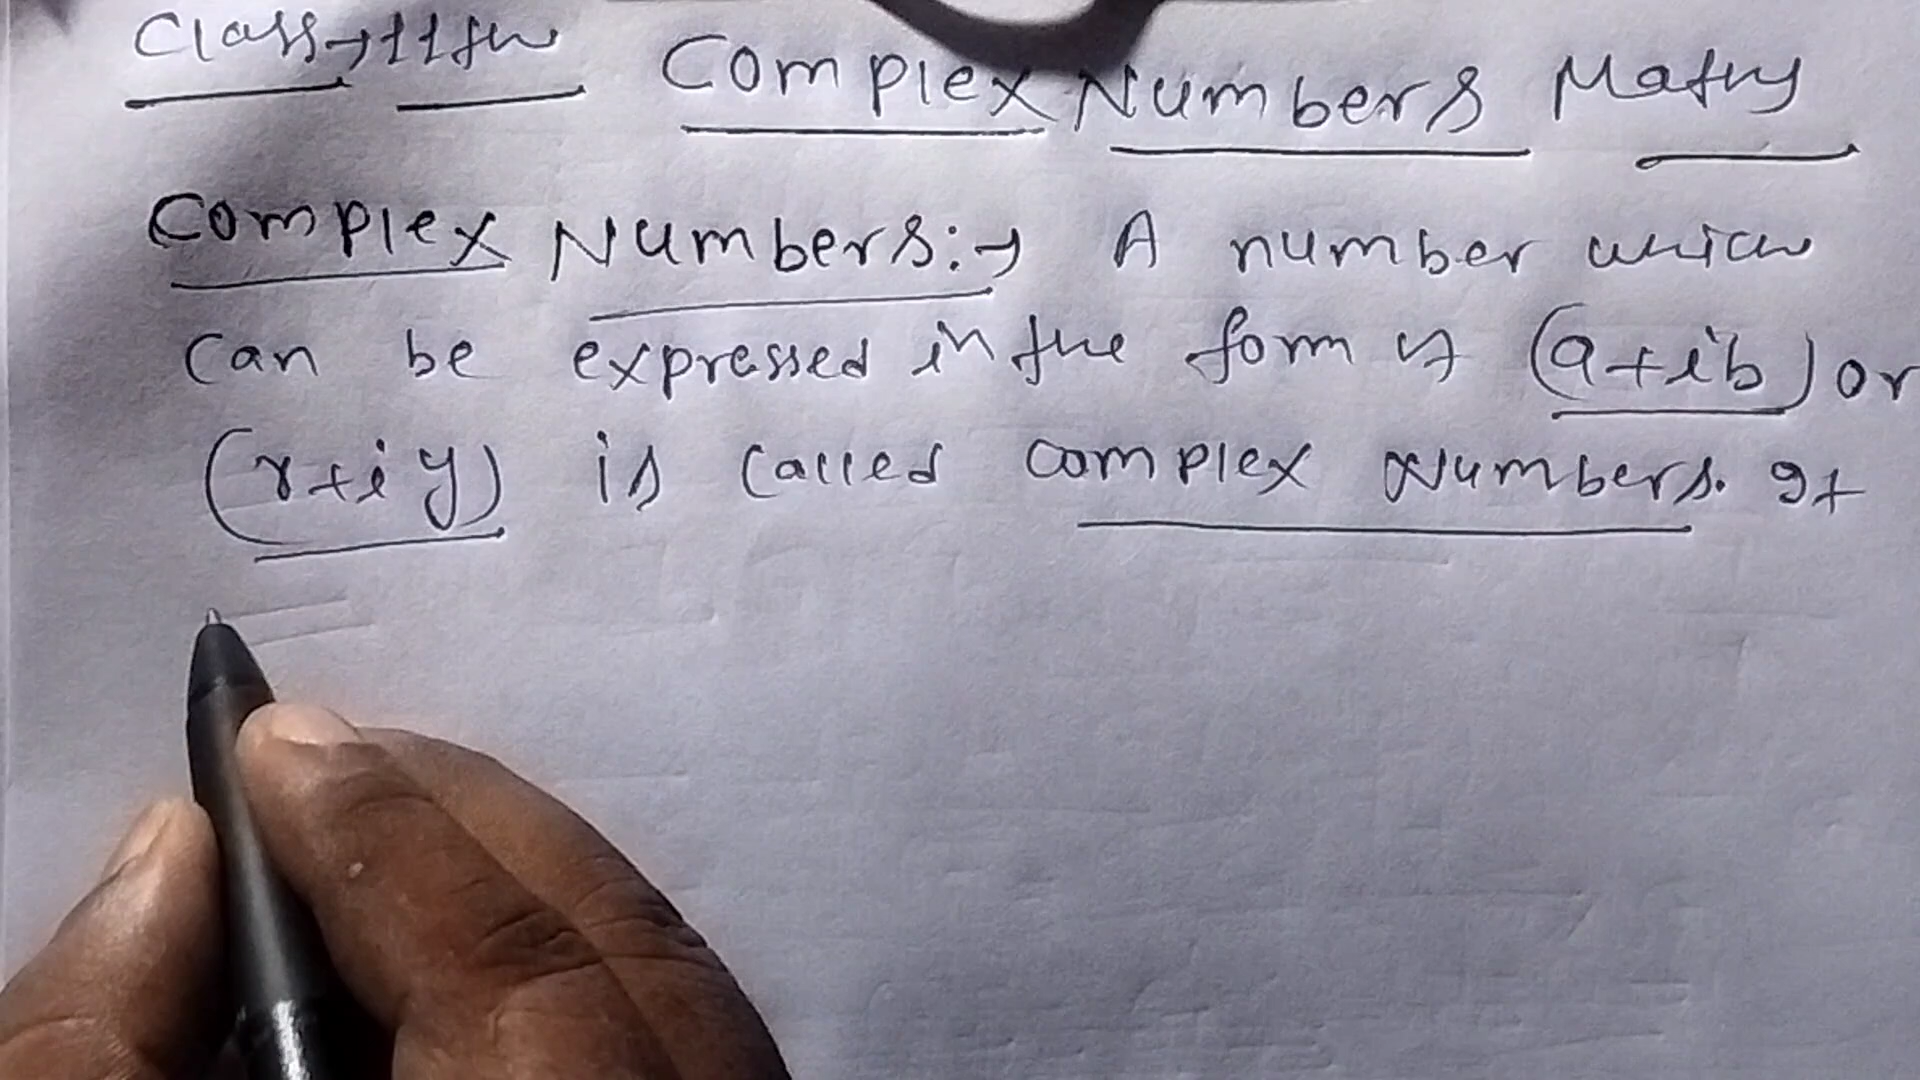 Class→11th Complex Numbers Maths
Complex Numbers:→ A number which
can be expressed in the form of (a+ib) or
(x+iy) is called complex Numbers. It